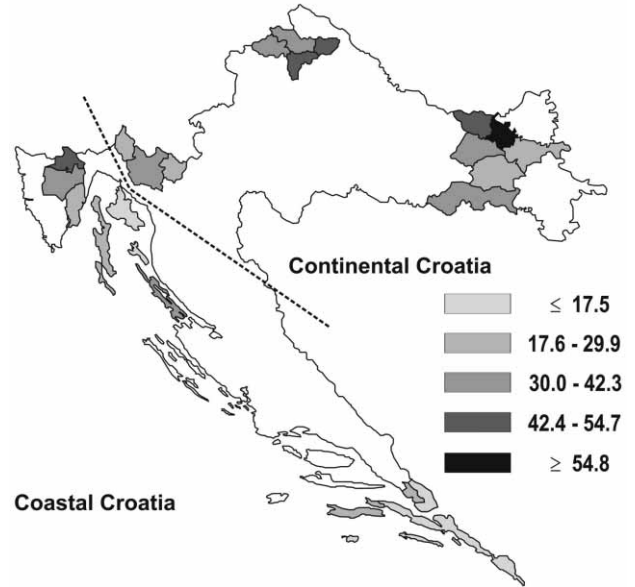 Continental Croatia
≤ 17.5
17.6 - 29.9
30.0 - 42.3
42.4 - 54.7
≥ 54.8
Coastal Croatia